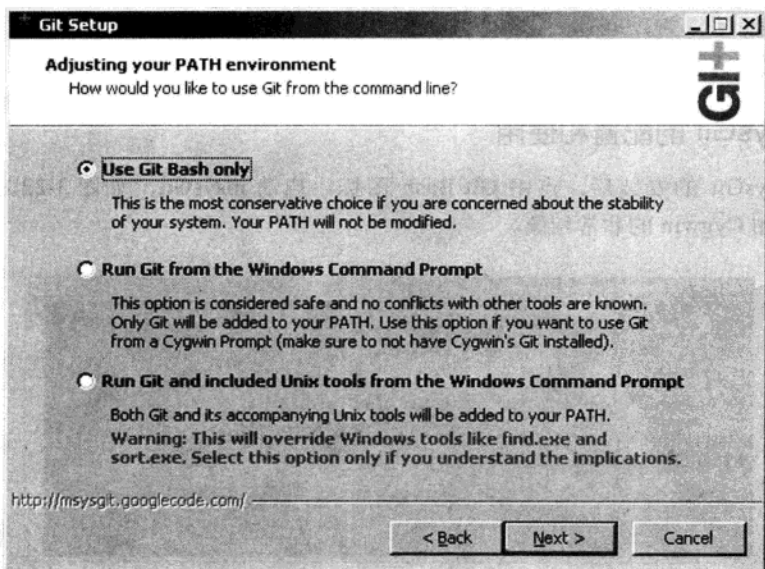 Git Setup
Adjusting your PATH environment
How would you like to use Git from the command line?
Git
Use Git Bash only
This is the most conservative choice if you are concerned about the stability
of your system. Your PATH will not be modified.
Run Git from the Windows Command Prompt
This option is considered safe and no conflicts with other tools are known.
Only Git will be added to your PATH. Use this option if you want to use Git
from a Cygwin Prompt (make sure to not have Cygwin's Git installed).
Run Git and included Unix tools from the Windows Command Prompt
Both Git and its accompanying Unix tools will be added to your PATH.
Warning: This will override Windows tools like find.exe and
sort.exe. Select this option only if you understand the implications.
http://msysgit.googlecode.com/
< Back
Next >
Cancel